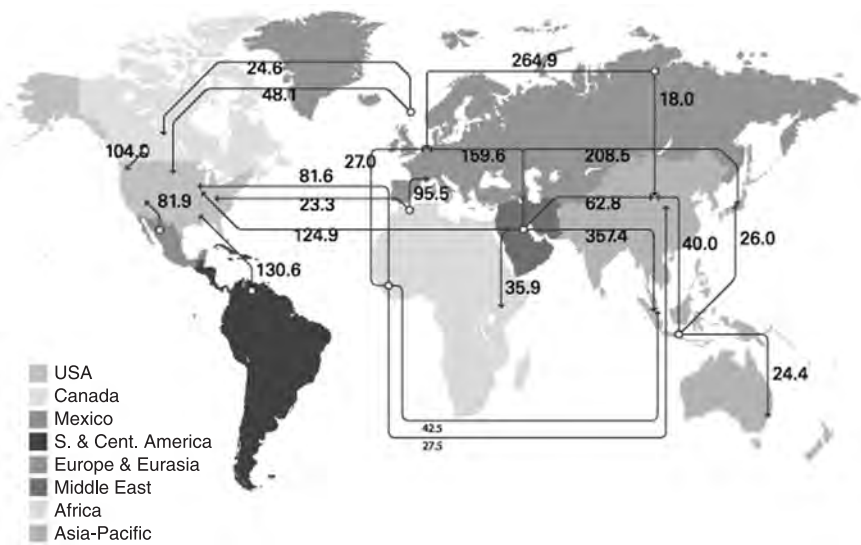 24.6
264.9
48.1
18.0
104.0
27.0
159.6
208.5
81.6
95.5
81.9
23.3
62.8
124.9
357.4
40.0
26.0
130.6
35.9
24.4
42.5
27.5
USA
Canada
Mexico
S. & Cent. America
Europe & Eurasia
Middle East
Africa
Asia-Pacific